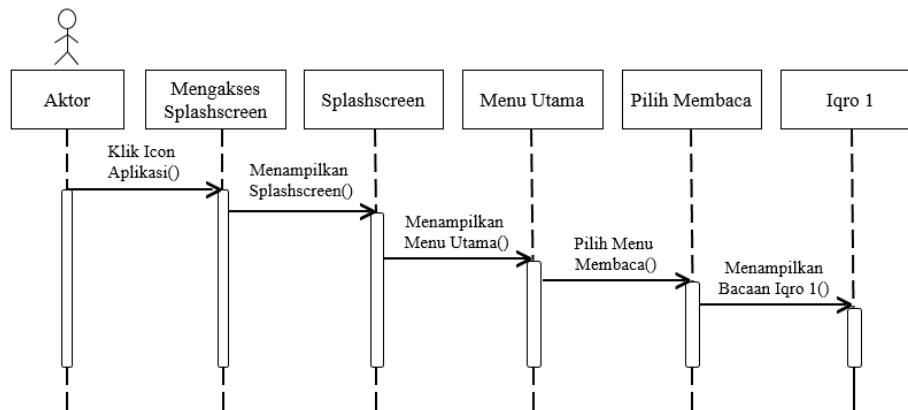 Aktor
Mengakses
Splashscreen
Splashscreen
Menu Utama
Pilih Membaca
Iqro 1
Klik Icon
Aplikasi()
Menampilkan
Splashscreen()
Menampilkan
Menu Utama()
Pilih Menu
Membaca()
Menampilkan
Bacaan Iqro 1()